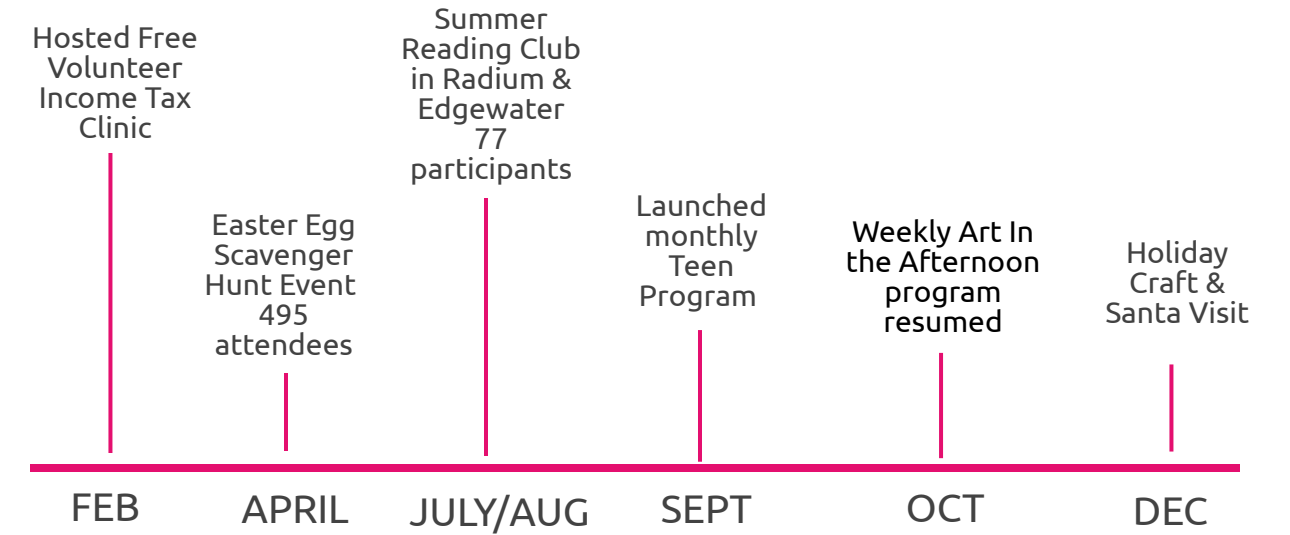 Hosted Free
Volunteer
Income Tax
Clinic
Easter Egg
Scavenger
Hunt Event
495
attendees
Summer
Reading Club
in Radium &
Edgewater
77
participants
Launched
monthly
Teen
Program
Weekly Art In
the Afternoon
program
resumed
Holiday
Craft &
Santa Visit
FEB
APRIL
JULY/AUG
SEPT
OCT
DEC